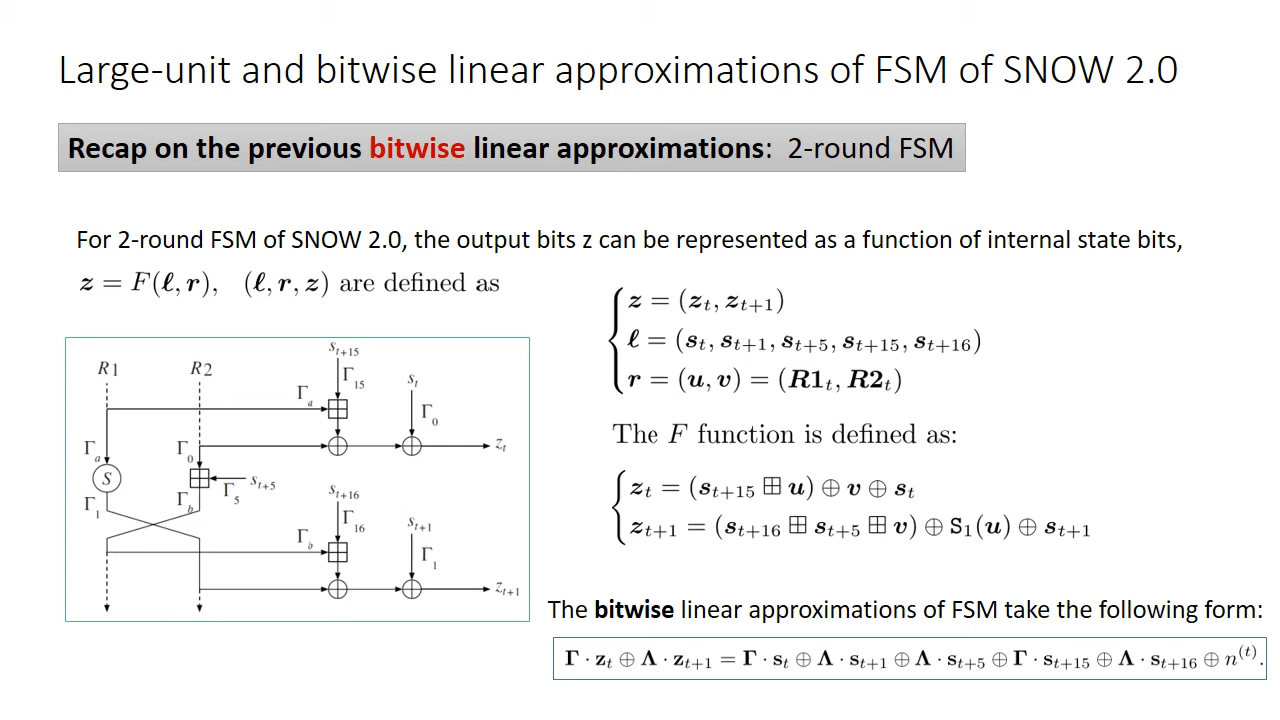 Large-unit and bitwise linear approximations of FSM of SNOW 2.0
Recap on the previous bitwise linear approximations: 2-round FSM
For 2-round FSM of SNOW 2.0, the output bits z can be represented as a function of internal state bits,
z = F(ℓ, r), (ℓ, r, z) are defined as
z = (z_t, z_{t+1})
ℓ = (s_t, s_{t+1}, s_{t+5}, s_{t+15}, s_{t+16})
r = (u, v) = (R1_t, R2_t)
The F function is defined as:
z_t = (s_{t+15} ⊞ u) ⊕ v ⊕ s_t
z_{t+1} = (s_{t+16} ⊞ s_{t+5} ⊞ v) ⊕ S_1(u) ⊕ s_{t+1}
R1 R2 s_{t+15} s_t
Γ_a Γ_15 Γ_0
z_t
Γ_a Γ_0
S s_{t+5}
Γ_1 Γ_b Γ_5 s_{t+16} s_{t+1}
Γ_b Γ_16 Γ_1
z_{t+1}
The bitwise linear approximations of FSM take the following form:
Γ · z_t ⊕ Λ · z_{t+1} = Γ · s_t ⊕ Λ · s_{t+1} ⊕ Λ · s_{t+5} ⊕ Γ · s_{t+15} ⊕ Λ · s_{t+16} ⊕ n^{(t)}.